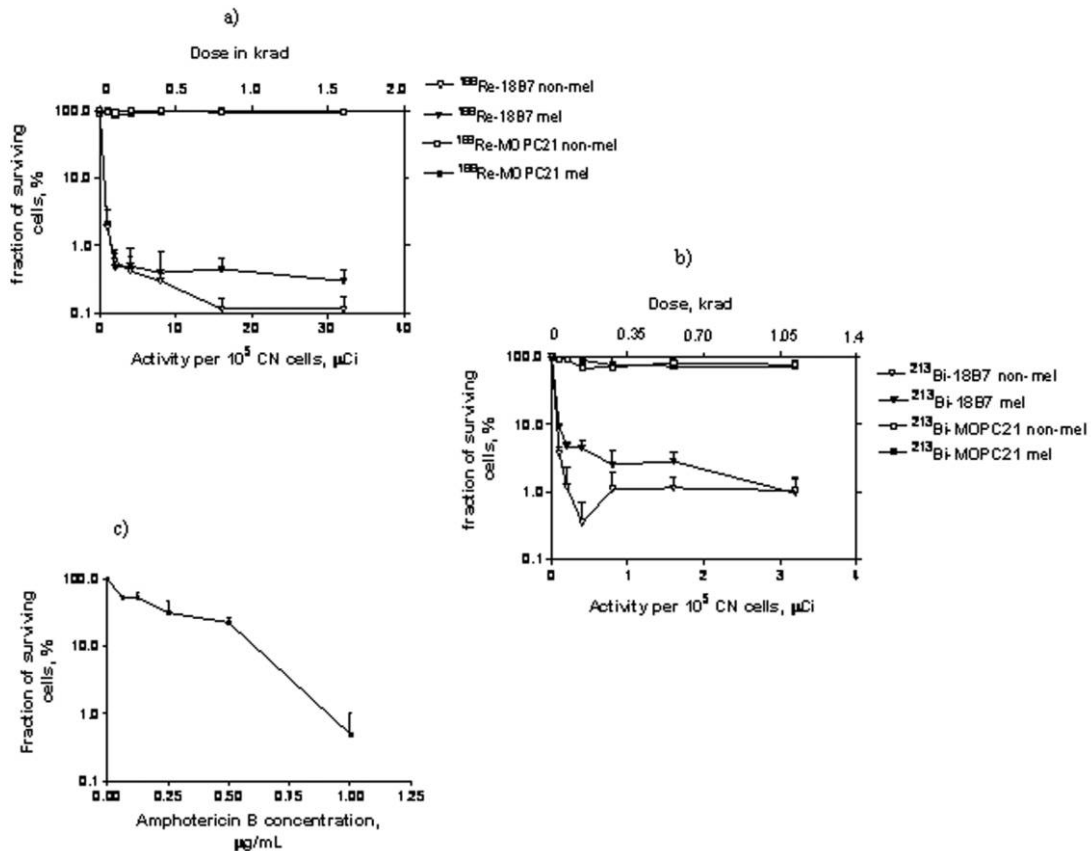 a)
Dose in krad
0.0 0.4 0.8 1.2 1.6 2.0
100.0
10.0
1.0
0.1
0 10 20 30 40
fraction of surviving
cells, %
Activity per 10⁵ CN cells, µCi
¹⁸⁸Re-18B7 non-mel
¹⁸⁸Re-18B7 mel
¹⁸⁸Re-MOPC21 non-mel
¹⁸⁸Re-MOPC21 mel
b)
Dose, krad
0 0.35 0.70 1.05 1.4
100.0
10.0
1.0
0.1
0 1 2 3 4
fraction of surviving
cells, %
Activity per 10⁵ CN cells, µCi
²¹³Bi-18B7 non-mel
²¹³Bi-18B7 mel
²¹³Bi-MOPC21 non-mel
²¹³Bi-MOPC21 mel
c)
100.0
10.0
1.0
0.1
0.00 0.25 0.50 0.75 1.00 1.25
Fraction of surviving
cells, %
Amphotericin B concentration,
µg/mL